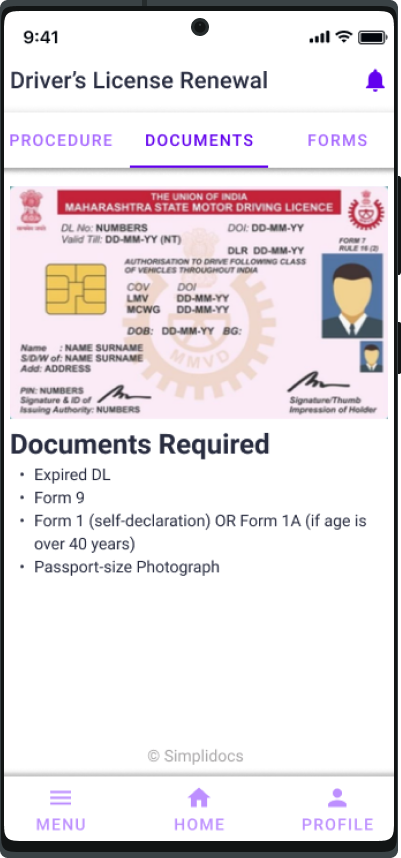 9:41
Driver's License Renewal
PROCEDURE DOCUMENTS FORMS
THE UNION OF INDIA
MAHARASHTRA STATE MOTOR DRIVING LICENCE
DL No: NUMBERS DOI: DD-MM-YY
Valid Till: DD-MM-YY (NT)
DLR DD-MM-YY
FORM 7
RULE 16 (2)
AUTHORISATION TO DRIVE FOLLOWING CLASS
OF VEHICLES THROUGHOUT INDIA
COV DOI
LMV DD-MM-YY
MCWG DD-MM-YY
DOB: DD-MM-YY BG:
MMVD
Name : NAME SURNAME
S/D/W of: NAME SURNAME
Add: ADDRESS
PIN: NUMBERS
Signature & ID of
Issuing Authority: NUMBERS
Signature/Thumb
Impression of Holder
Documents Required
• Expired DL
• Form 9
• Form 1 (self-declaration) OR Form 1A (if age is
over 40 years)
• Passport-size Photograph
© Simplidocs
MENU HOME PROFILE